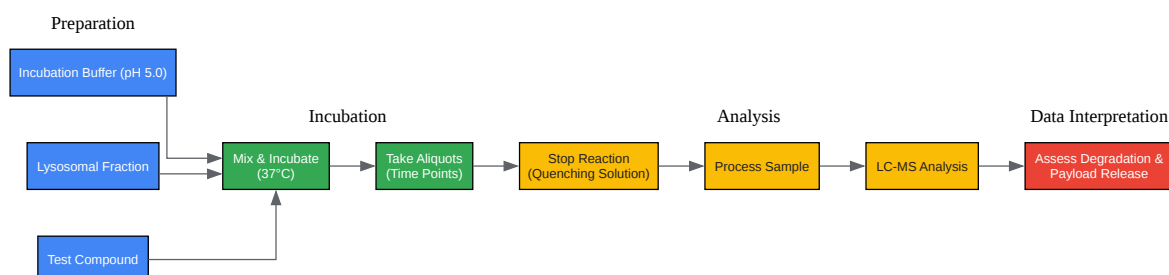 Preparation
Incubation Buffer (pH 5.0)
Incubation
Analysis
Data Interpretation
Lysosomal Fraction
Mix & Incubate
(37°C)
Take Aliquots
(Time Points)
Stop Reaction
(Quenching Solution)
Process Sample
LC-MS Analysis
Assess Degradation &
Payload Release
Test Compound